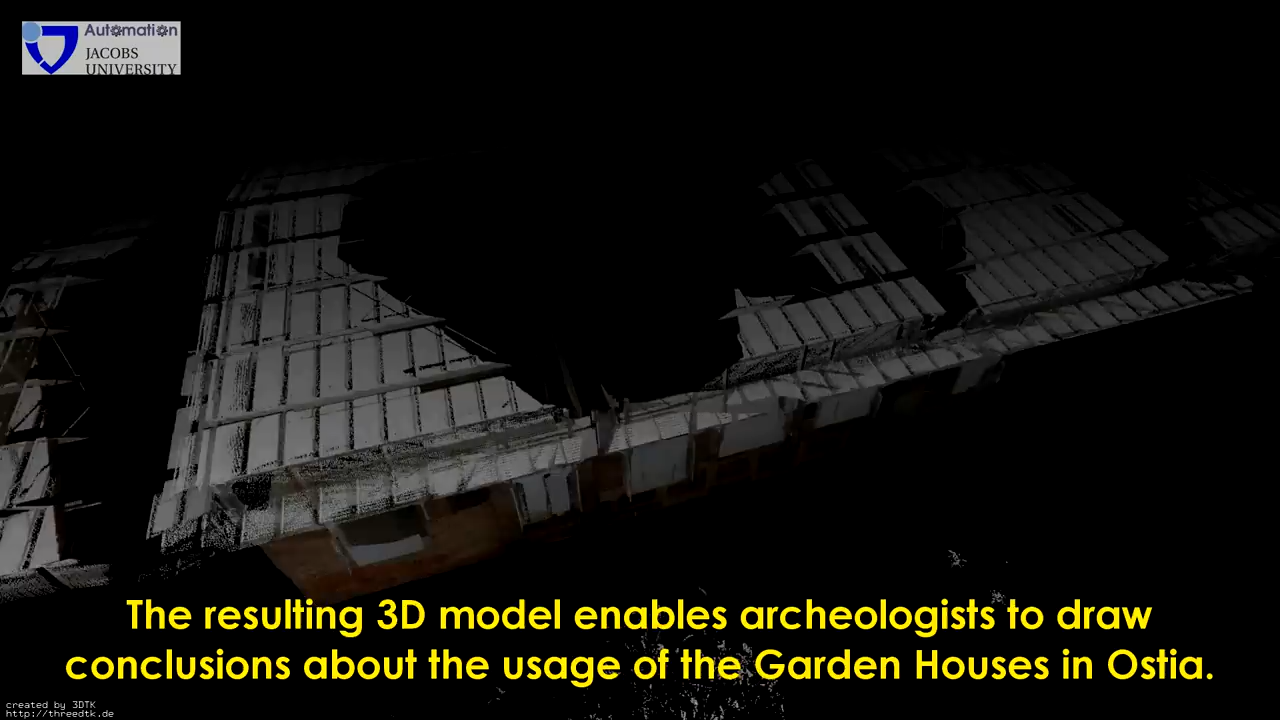 Automation
JACOBS
UNIVERSITY
The resulting 3D model enables archeologists to draw
conclusions about the usage of the Garden Houses in Ostia.
created by 3DTK
http://threedtk.de